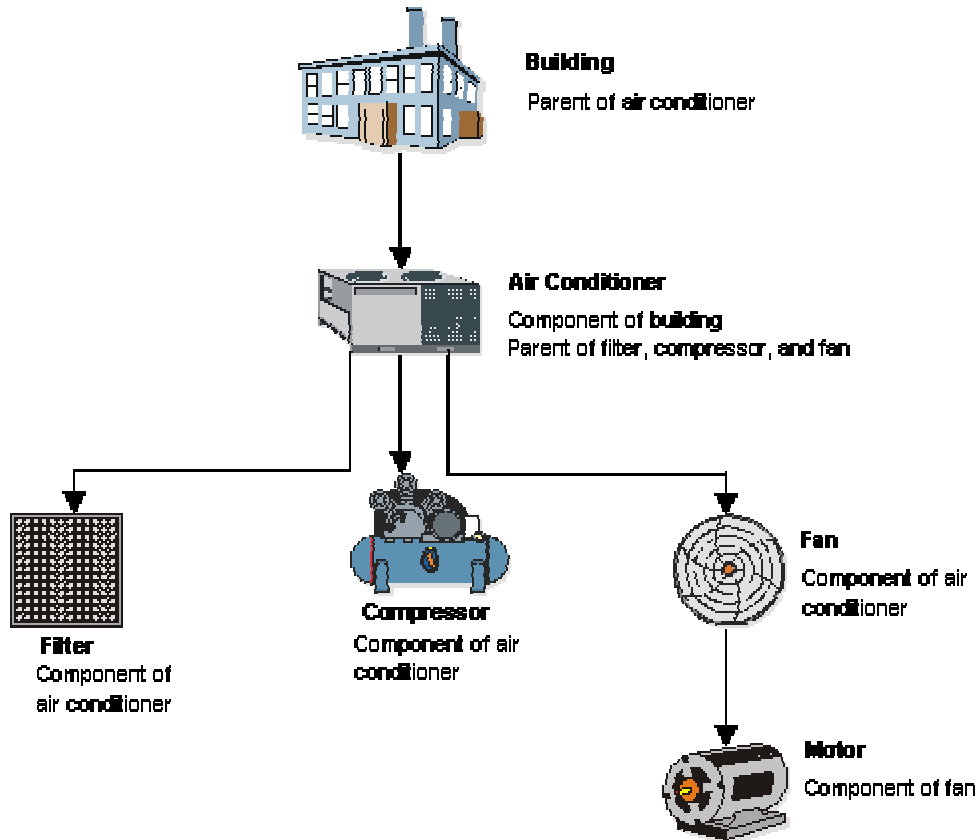 Building
Parent of air conditioner
Air Conditioner
Component of building
Parent of filter, compressor, and fan
Fan
Component of air
conditioner
Compressor
Component of air
conditioner
Filter
Component of
air conditioner
Motor
Component of fan